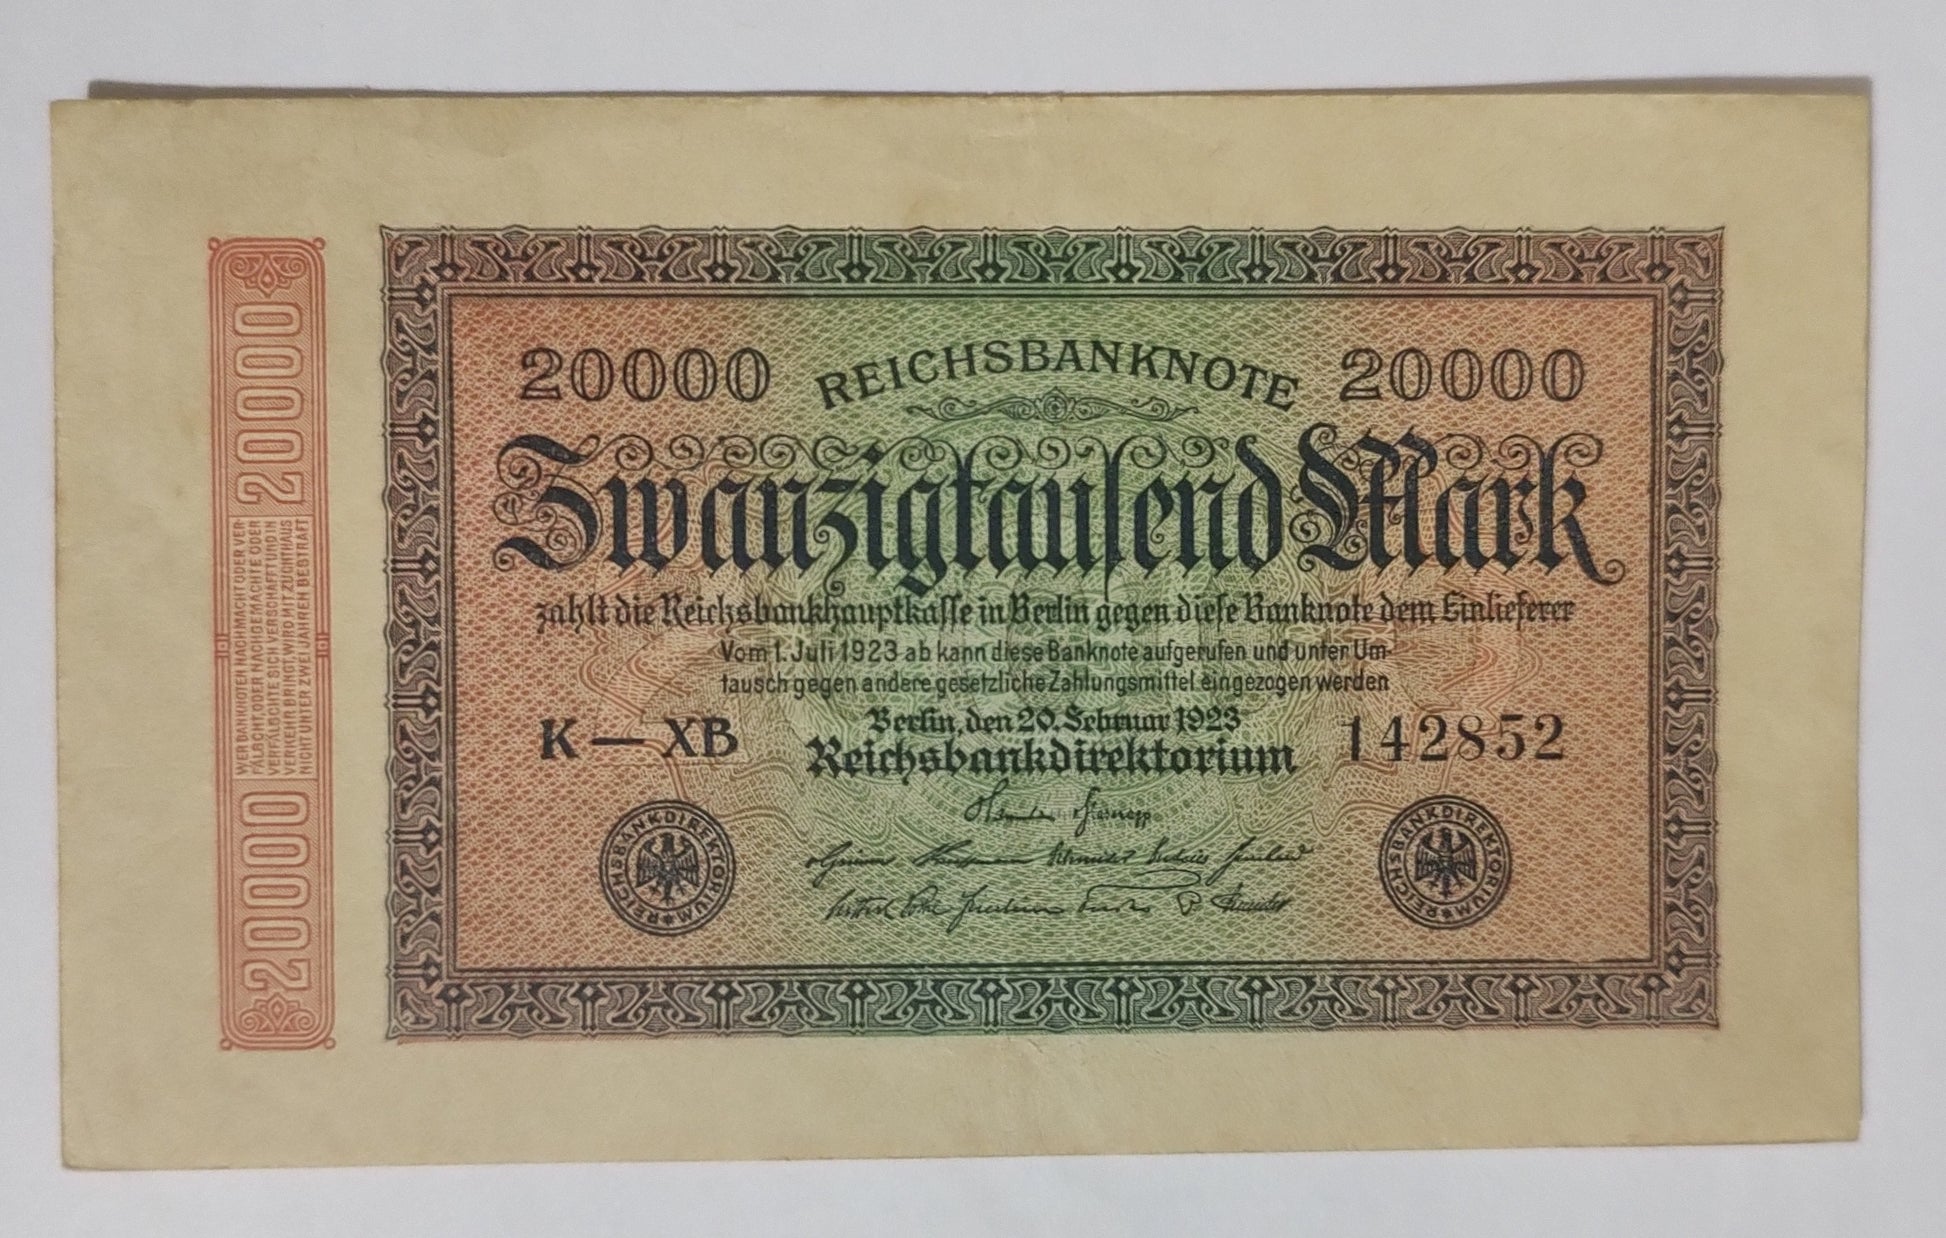 20000
WER BANKNOTEN NACHMACHT ODER VER-
FÄLSCHT, ODER NACHGEMACHTE ODER
VERFÄLSCHTE SICH VERSCHAFFT UND IN
VERKEHR BRINGT, WIRD MIT ZUCHTHAUS
NICHT UNTER ZWEI JAHREN BESTRAFT
20000
20000 REICHSBANKNOTE 20000
Zwanzigtausend Mark
zahlt die Reichsbankhauptkasse in Berlin gegen diese Banknote dem Einlieferer
Vom 1. Juli 1923 ab kann diese Banknote aufgerufen und unter Um-
tausch gegen andere gesetzliche Zahlungsmittel eingezogen werden
Berlin, den 20. Februar 1923
K—XB Reichsbankdirektorium 142852
REICHSBANKDIREKTORIUM
REICHSBANKDIREKTORIUM